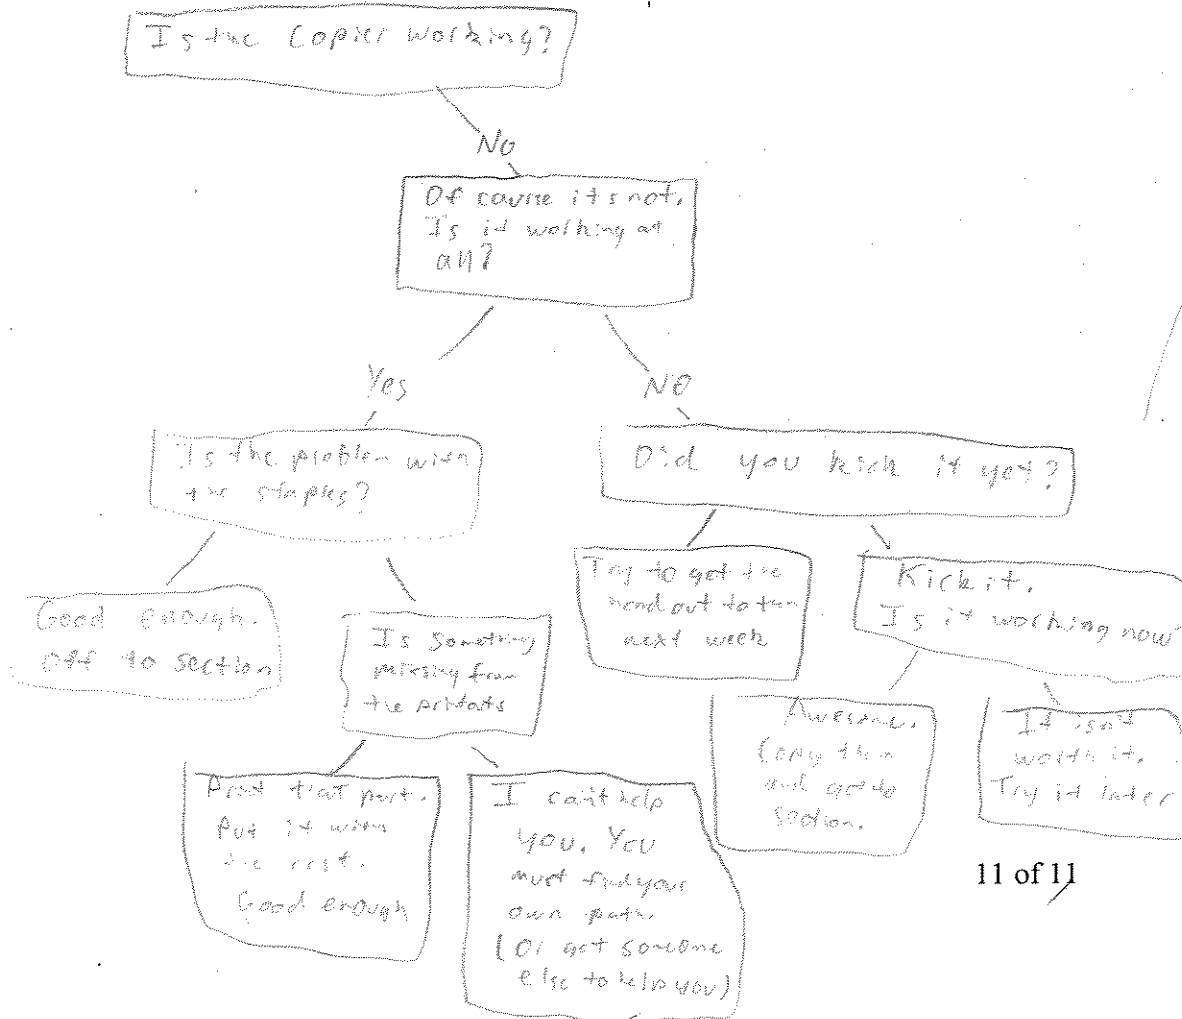 Is the Copier working?
No
Of course it's not.
Is it working at
all?
Yes
No
Is the problem with
the staples?
Did you kick it yet?
Good enough.
Off to section
Is something
missing from
the printouts
Try to get the
handout to them
next week
Kick it.
Is it working now
Print that part.
Put it with
the rest.
Good enough
I can't help
you. You
must find your
own path.
(Or get someone
else to help you)
Awesome.
Copy them
and get to
section.
It isn't
worth it.
Try it later
11 of 11